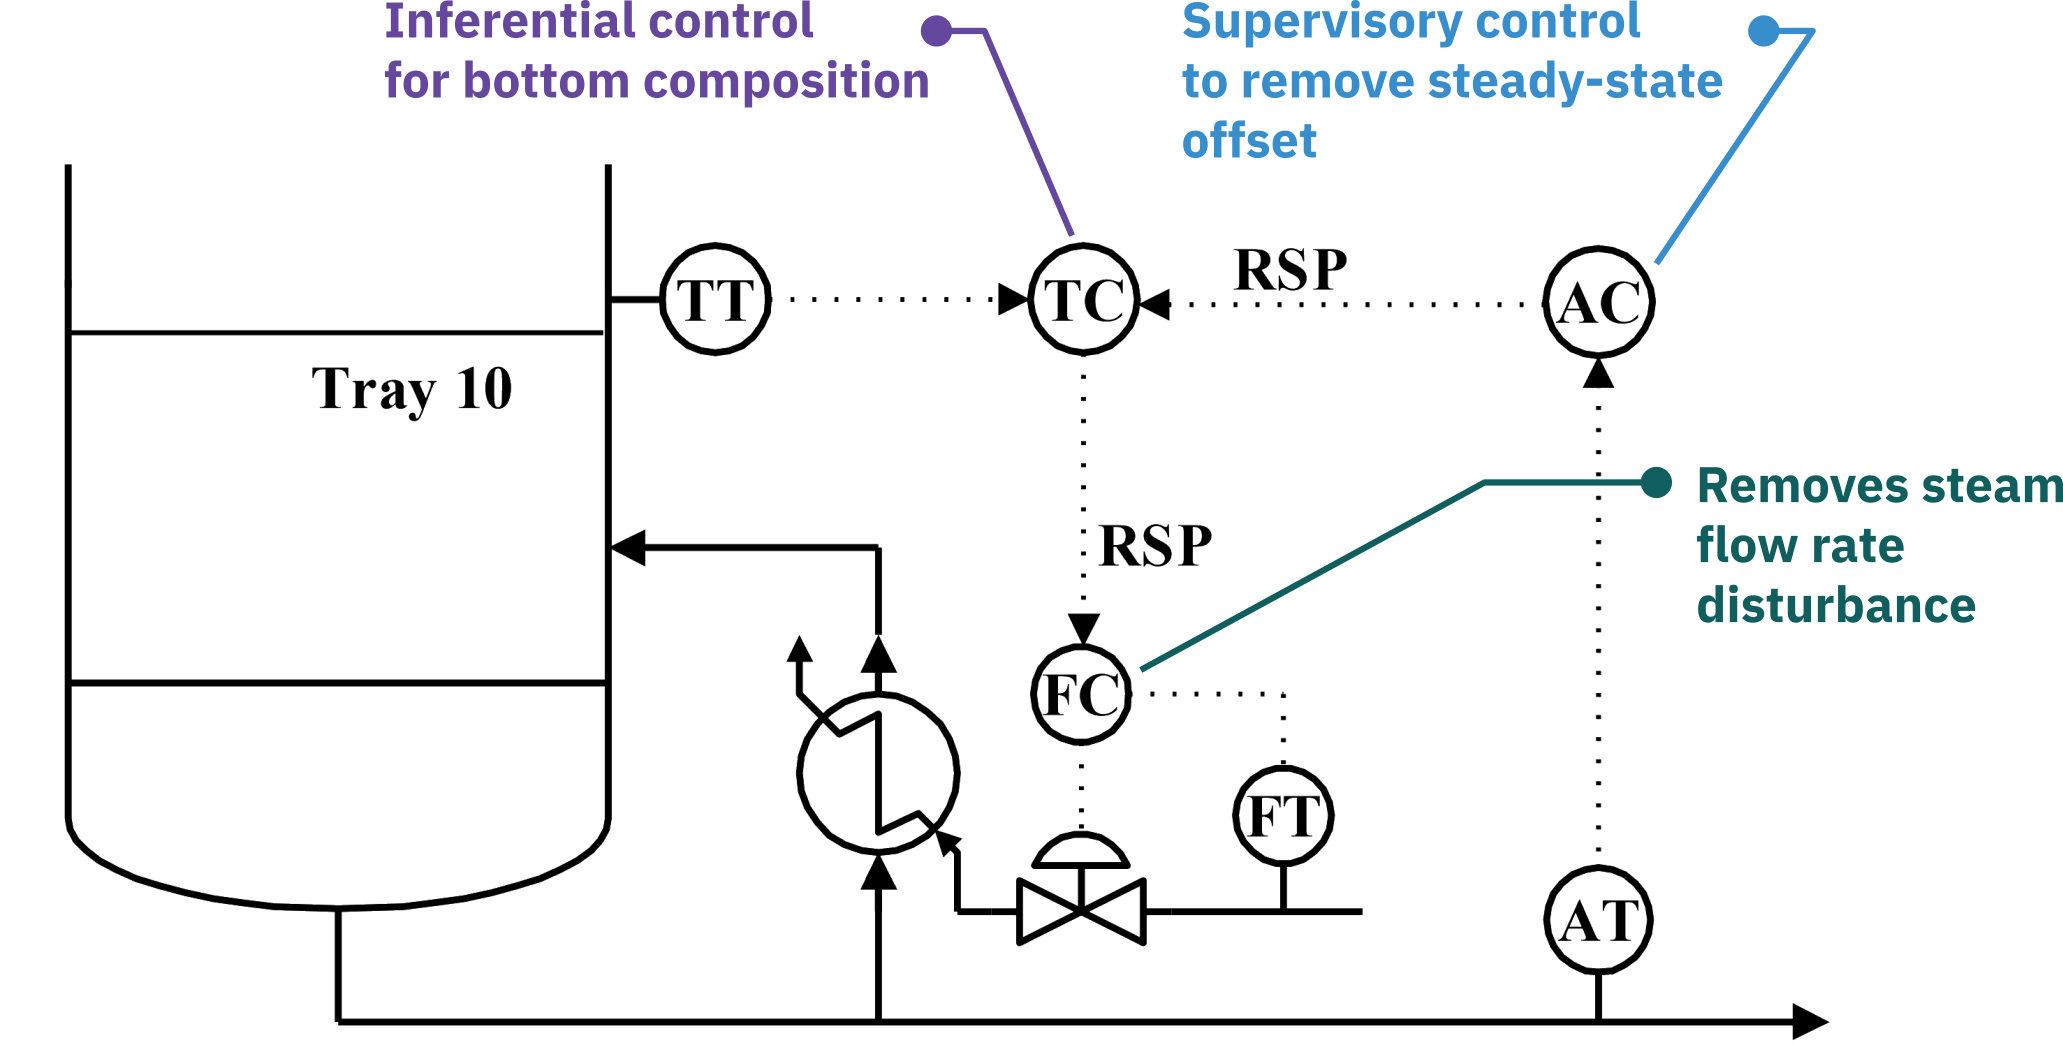 Inferential control
for bottom composition
Supervisory control
to remove steady-state
offset
TT
TC
RSP
AC
Tray 10
Removes steam
flow rate
disturbance
RSP
FC
FT
AT